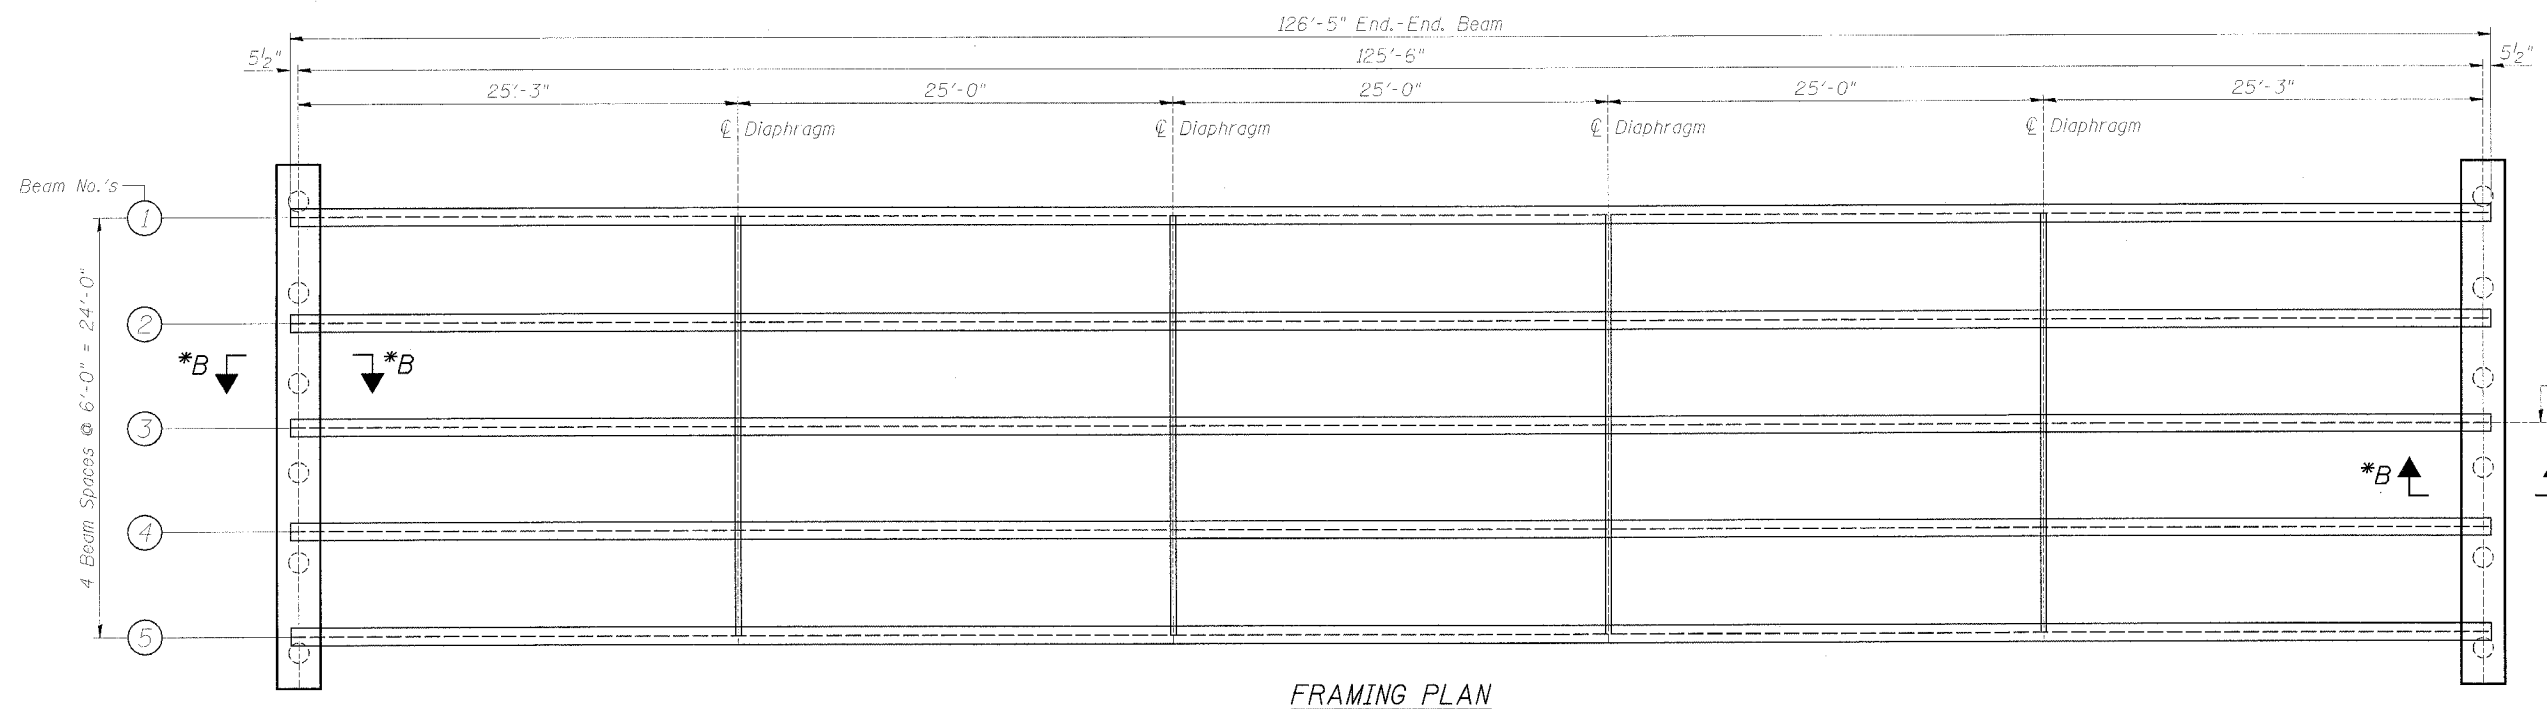 126'-5" End.-End. Beam
5½" 125'-6" 5½"
25'-3" 25'-0" 25'-0" 25'-0" 25'-3"
℄ Diaphragm ℄ Diaphragm ℄ Diaphragm ℄ Diaphragm
Beam No.'s
1
2
*B *B
3
4 Beam Spaces @ 6'-0" = 24'-0"
*B
4
5
FRAMING PLAN